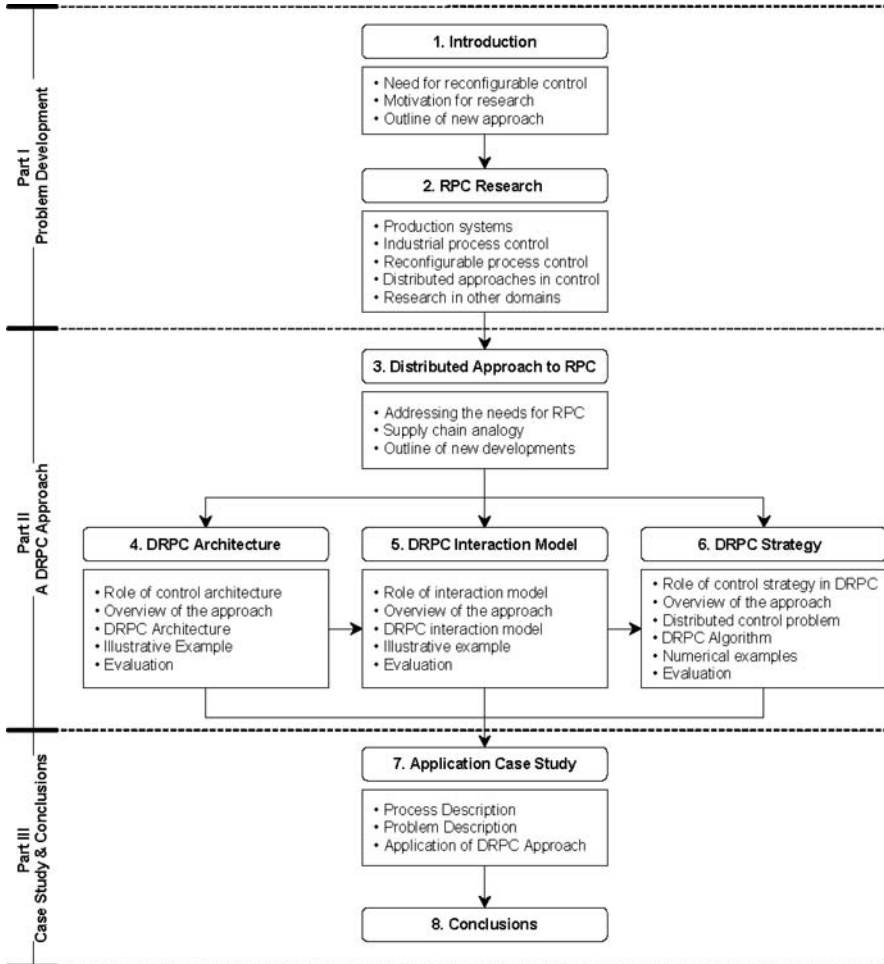 Part I
Problem Development
1. Introduction
• Need for reconfigurable control
• Motivation for research
• Outline of new approach
2. RPC Research
• Production systems
• Industrial process control
• Reconfigurable process control
• Distributed approaches in control
• Research in other domains
Part II
A DRPC Approach
3. Distributed Approach to RPC
• Addressing the needs for RPC
• Supply chain analogy
• Outline of new developments
4. DRPC Architecture
• Role of control architecture
• Overview of the approach
• DRPC Architecture
• Illustrative Example
• Evaluation
5. DRPC Interaction Model
• Role of interaction model
• Overview of the approach
• DRPC interaction model
• Illustrative example
• Evaluation
6. DRPC Strategy
• Role of control strategy in DRPC
• Overview of the approach
• Distributed control problem
• DRPC Algorithm
• Numerical examples
• Evaluation
Part III
Case Study & Conclusions
7. Application Case Study
• Process Description
• Problem Description
• Application of DRPC Approach
8. Conclusions